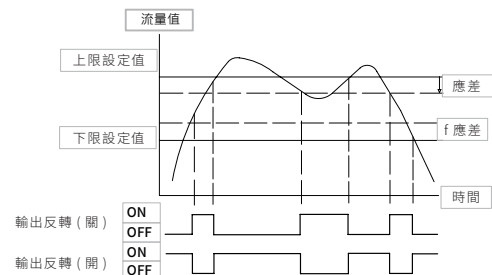 流量值
上限設定值
應差
f 應差
下限設定值
時間
輸出反轉 ( 關 )
ON
OFF
輸出反轉 ( 開 )
ON
OFF